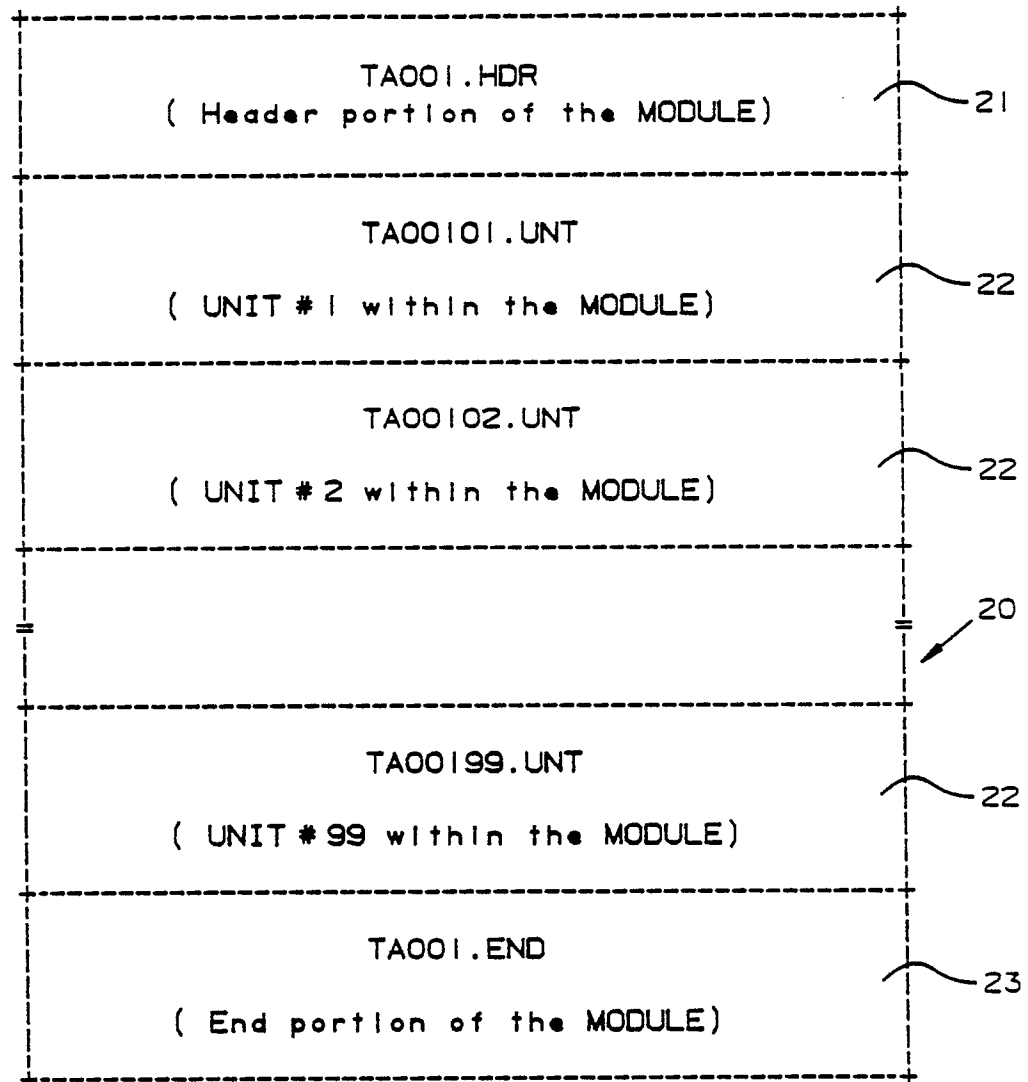 TA001.HDR
( Header portion of the MODULE)
21
TA00101.UNT
22
( UNIT #1 within the MODULE)
TA00102.UNT
22
( UNIT #2 within the MODULE)
=
=
20
TA00199.UNT
22
( UNIT #99 within the MODULE)
TA001.END
23
( End portion of the MODULE)